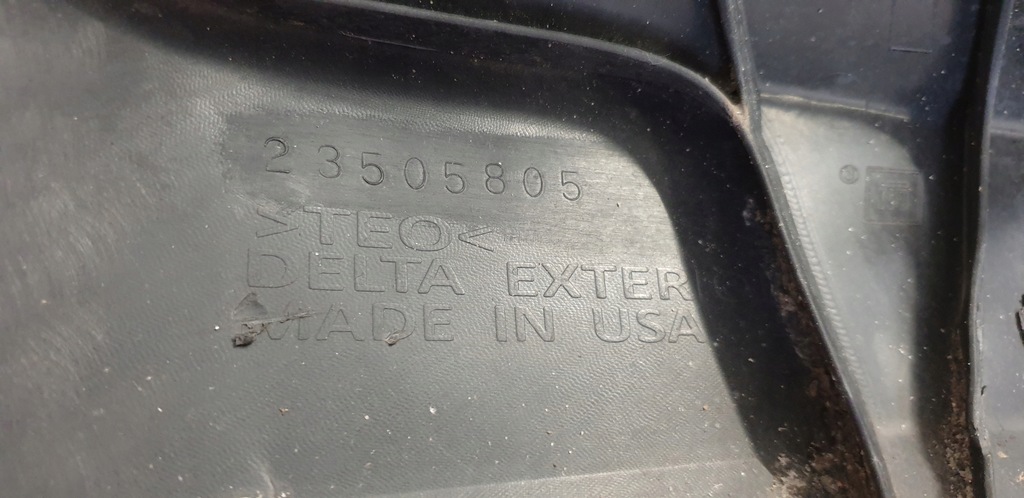 23505805
>TEO<
DELTA EXTER
MADE IN USA